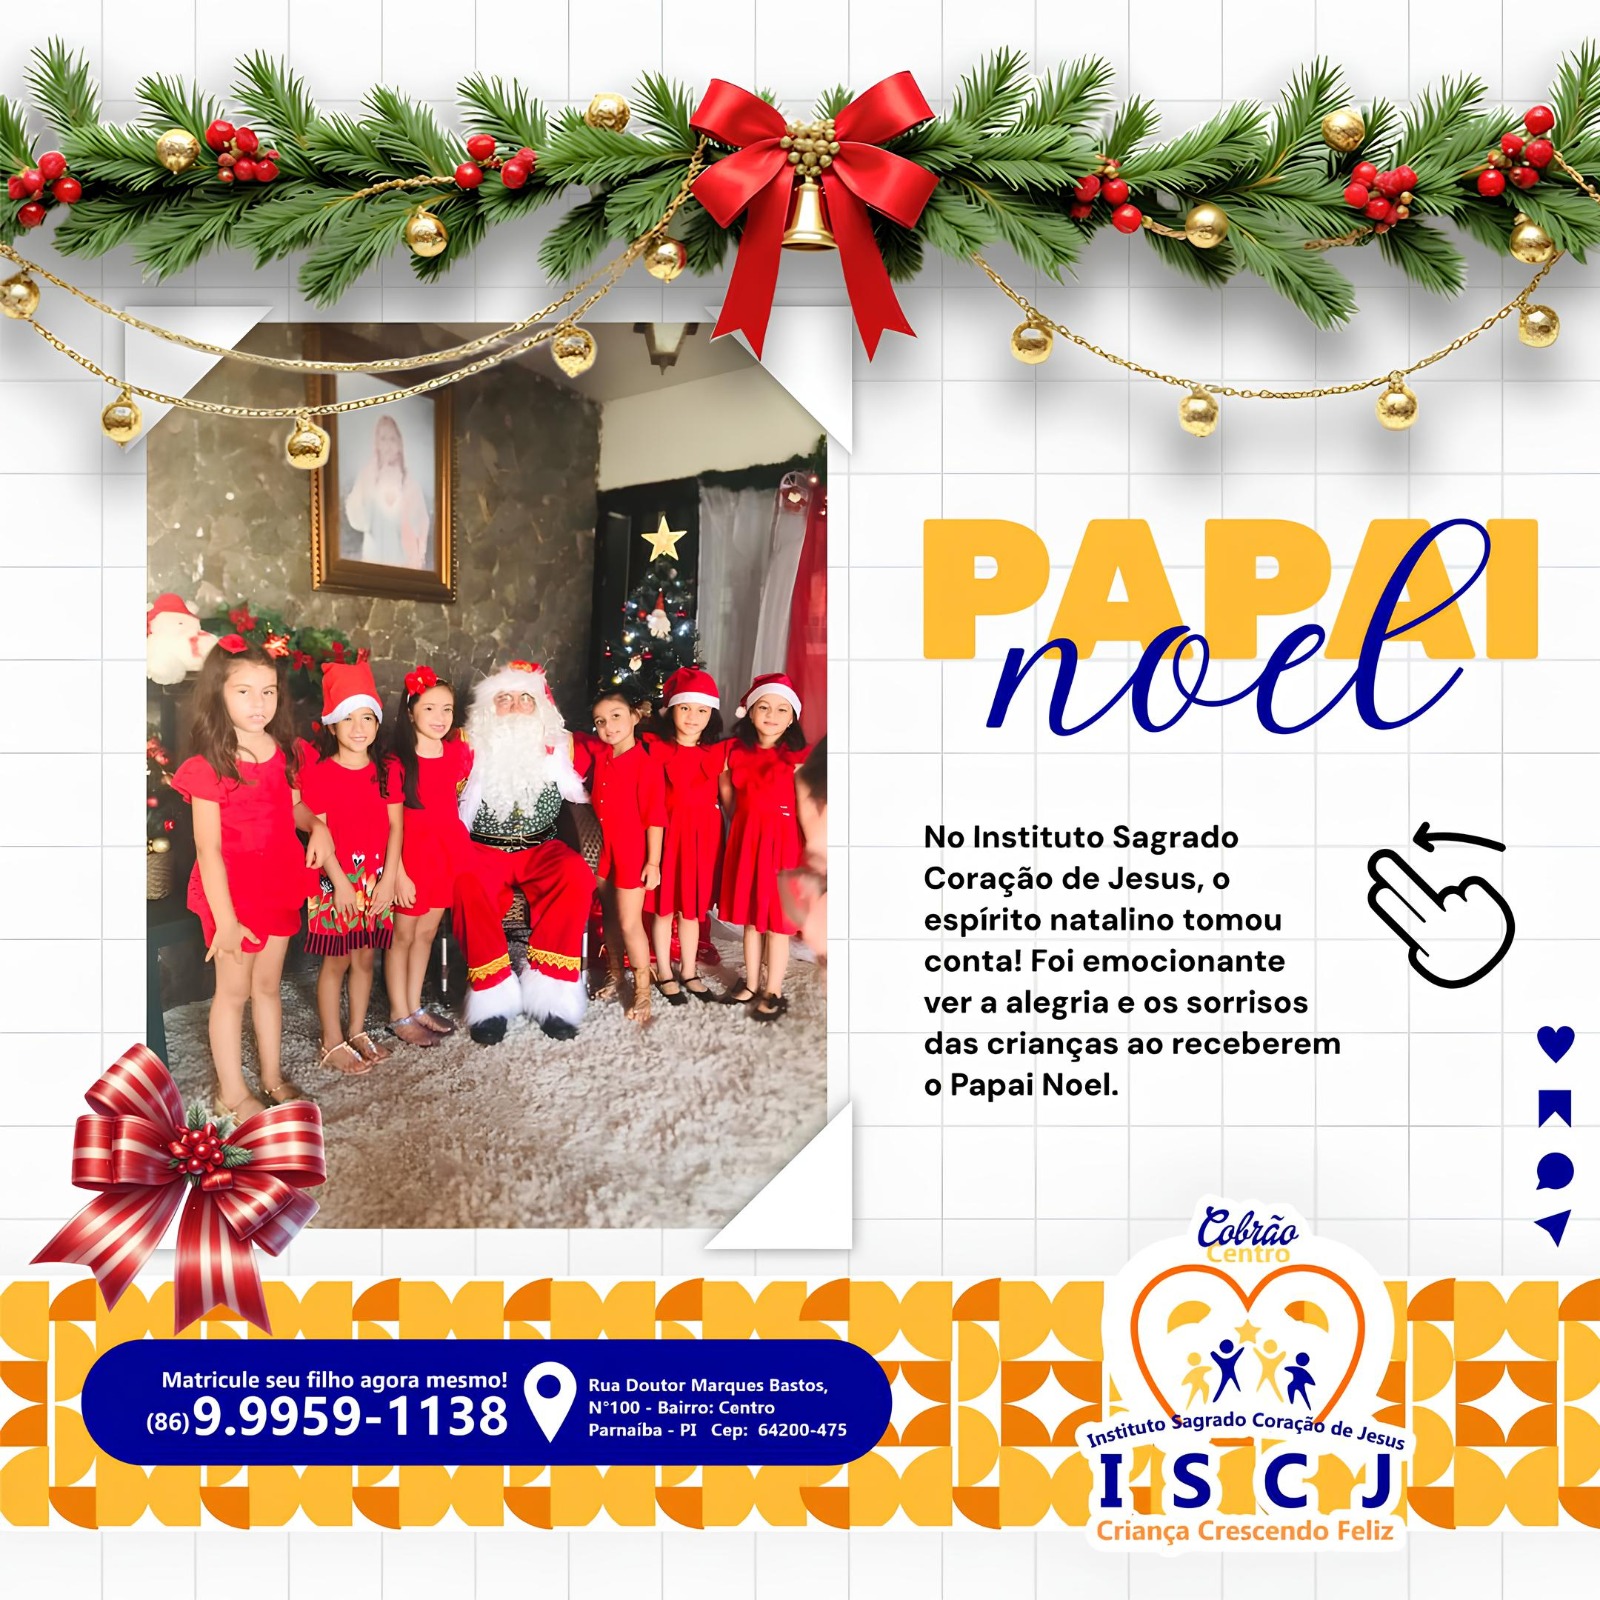 PAPAI
noel
No Instituto Sagrado
Coração de Jesus, o
espírito natalino tomou
conta! Foi emocionante
ver a alegria e os sorrisos
das crianças ao receberem
o Papai Noel.
Matricule seu filho agora mesmo!
(86) 9.9959-1138
Rua Doutor Marques Bastos,
N°100 - Bairro: Centro
Parnaíba - PI Cep: 64200-475
Cobrão
Centro
Instituto Sagrado Coração de Jesus
I S C J
Criança Crescendo Feliz